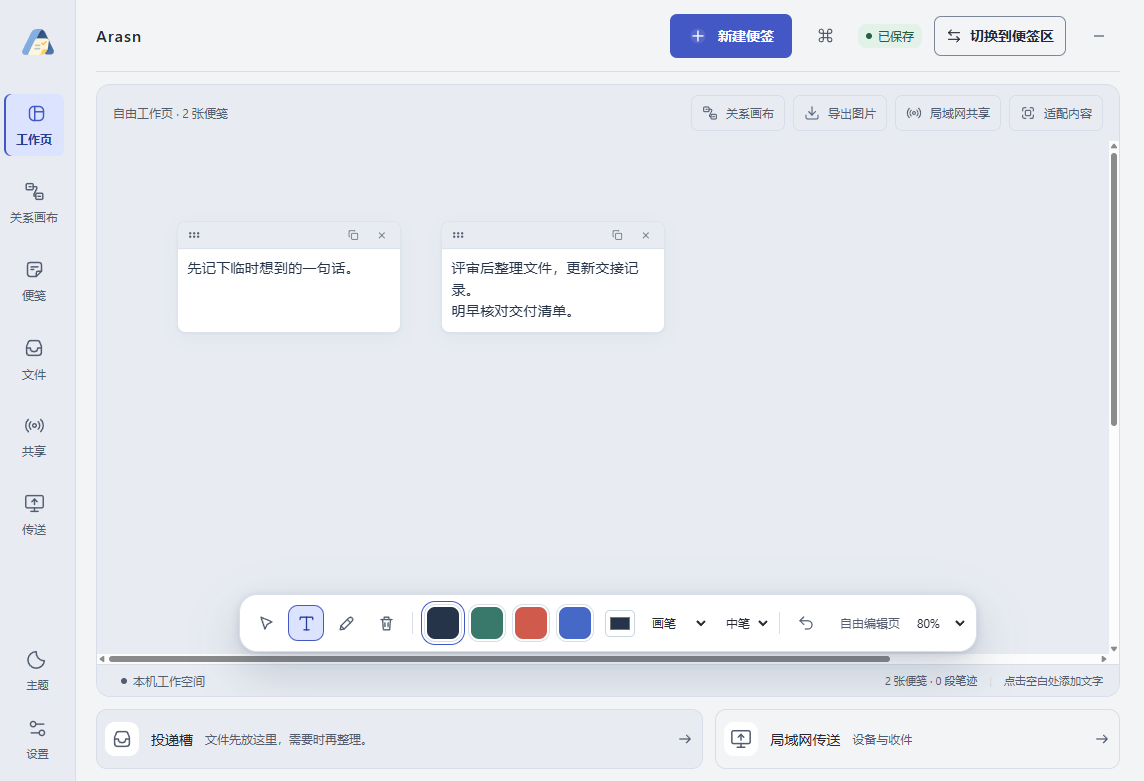 Arasn
新建便签
已保存
切换到便签区
工作页
关系画布
便笺
文件
共享
传送
主题
设置
自由工作页 · 2 张便笺
关系画布
导出图片
局域网共享
适配内容
先记下临时想到的一句话。
评审后整理文件，更新交接记
录。
明早核对交付清单。
画笔
中笔
自由编辑页
80%
本机工作空间
2 张便笺 · 0 段笔迹
点击空白处添加文字
投递槽 文件先放这里，需要时再整理。
局域网传送 设备与收件